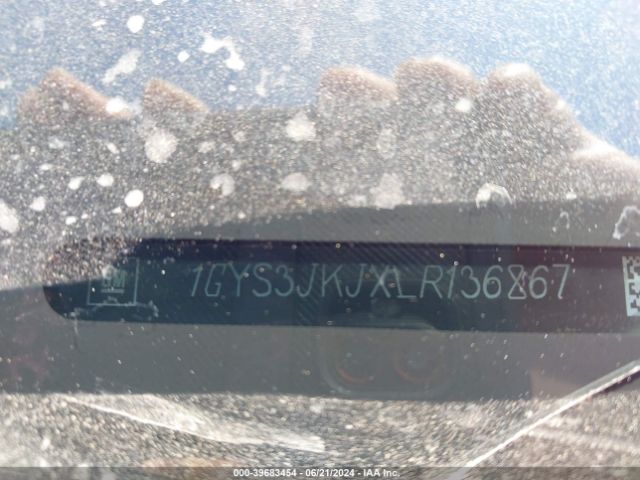 1GYS3JKJXLR136867
000-39683454 - 06/21/2024 - IAA Inc.